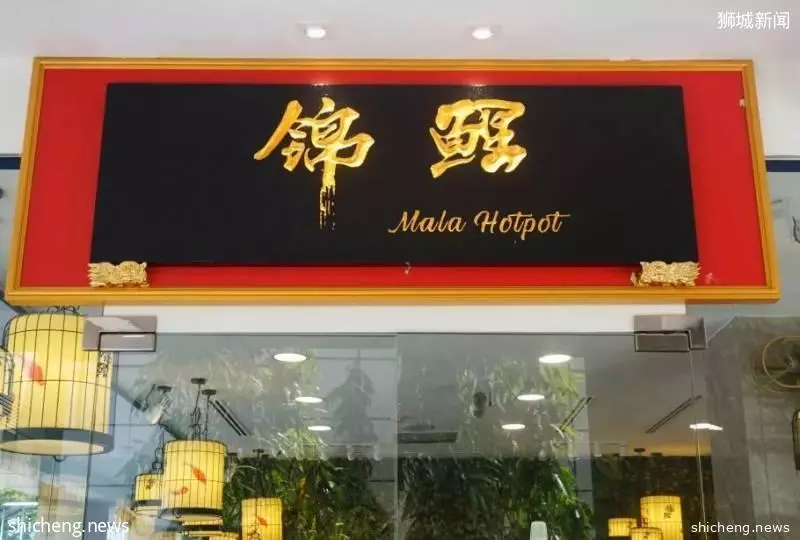 狮城新闻
锦鲤
Mala Hotpot
shicheng.news
shicheng.news